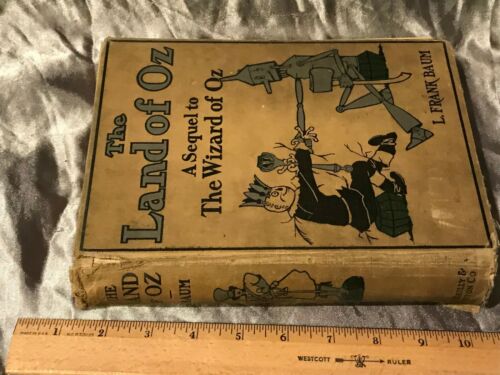 The
Land of Oz
A Sequel to
The Wizard of Oz
L. FRANK BAUM
THE
LAND
OZ
BAUM
& Co.
1 2 3 4 5 6 7 8 9 10
WESTCOTT RULER